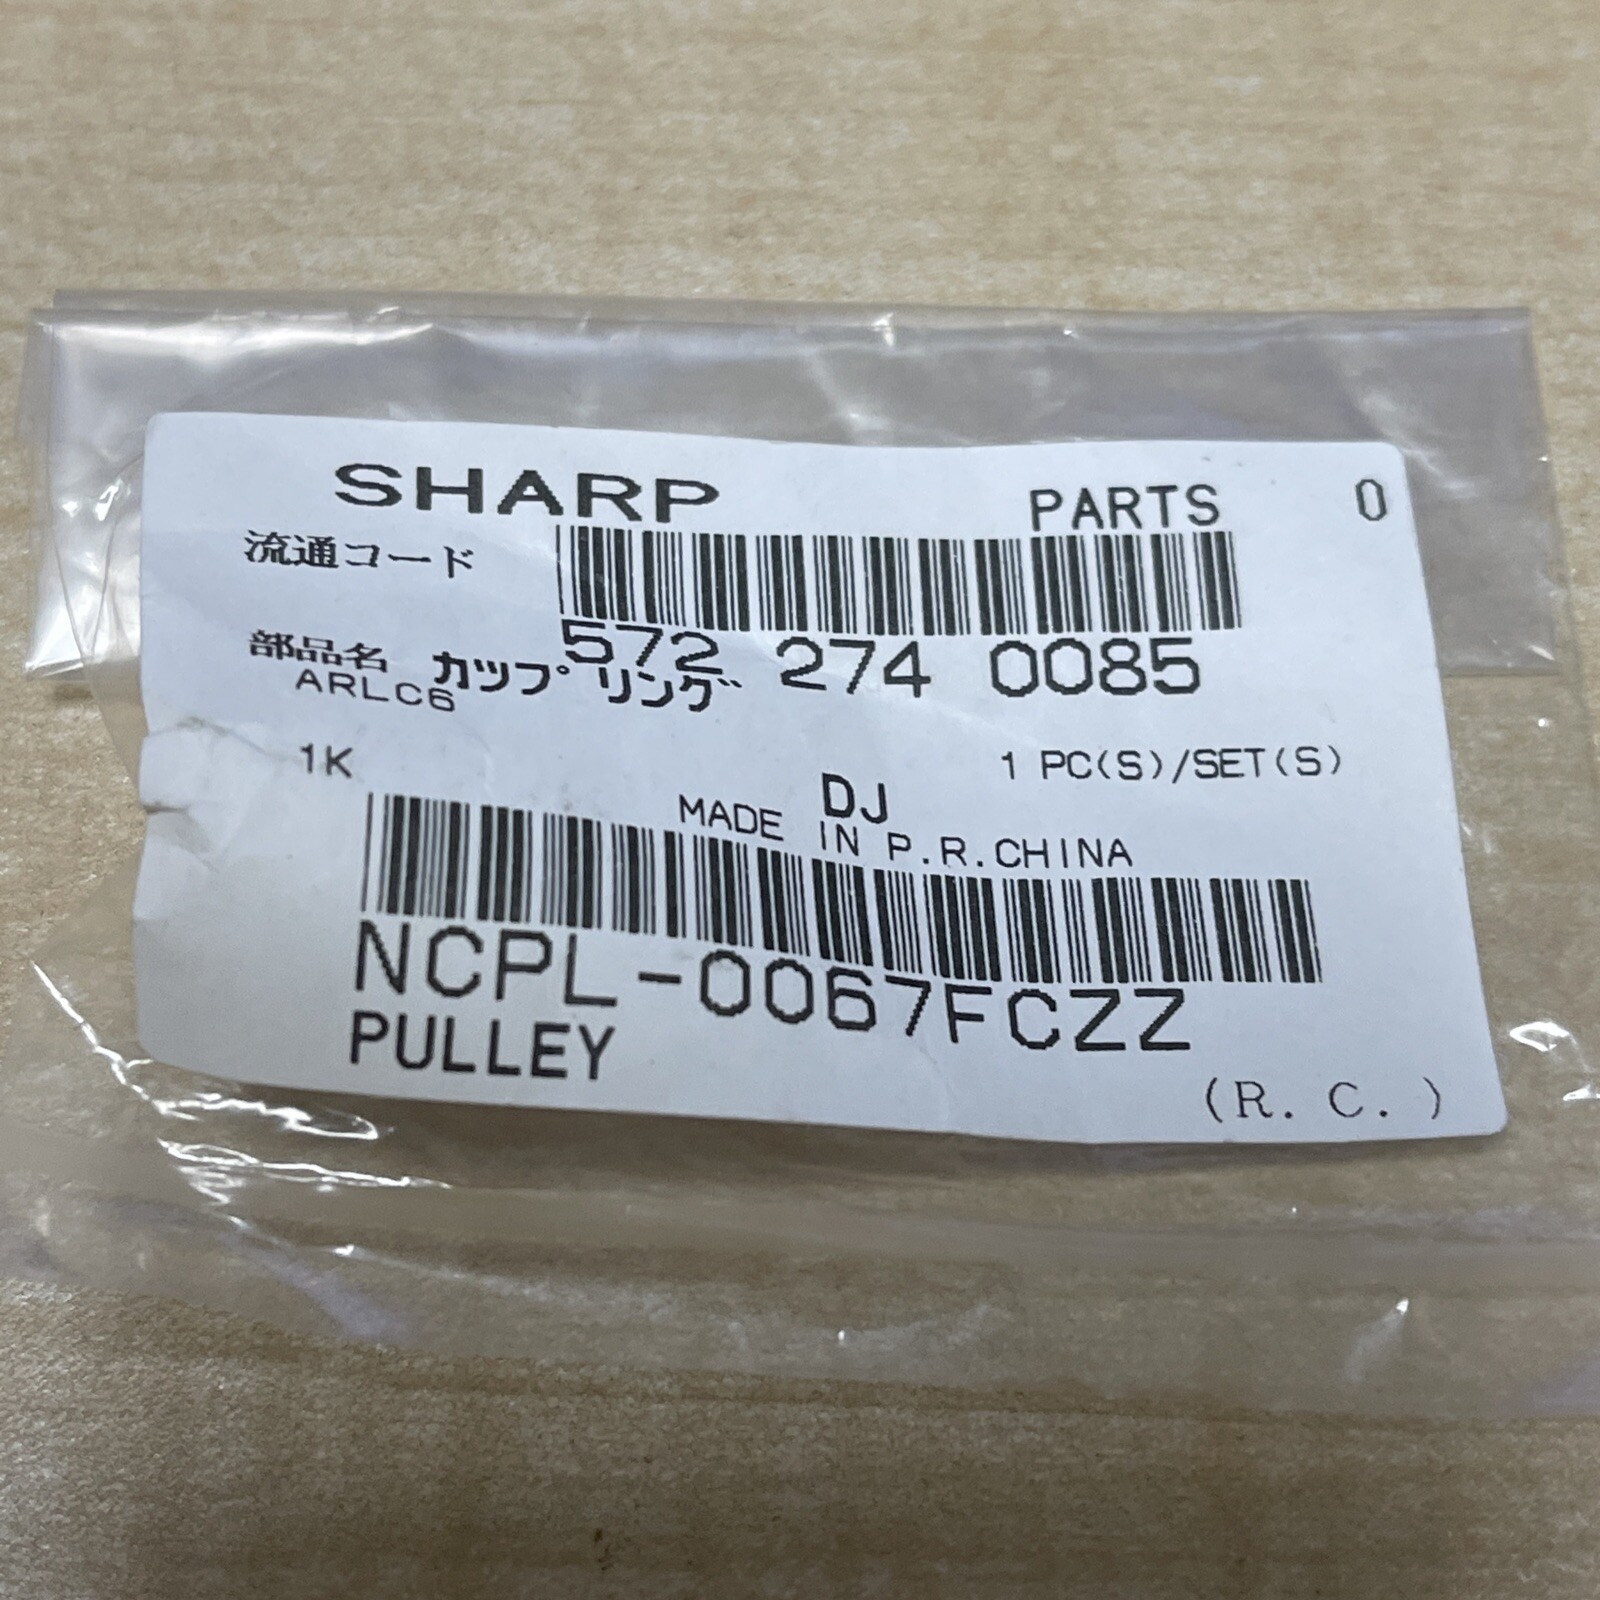 SHARP PARTS 0
流通コード
572 274 0085
部品名 カップリング
ARLC6
1K 1 PC(S)/SET(S)
DJ
MADE IN P.R.CHINA
NCPL-0067FCZZ
PULLEY
(R. C. )